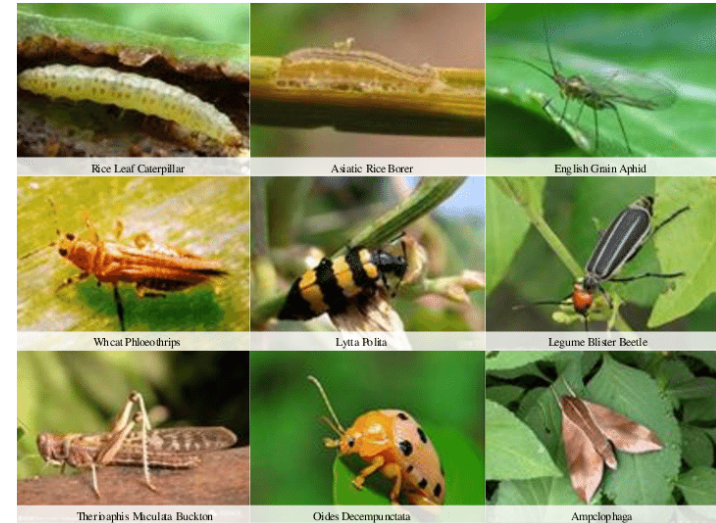 Rice Leaf Caterpillar
Asiatic Rice Borer
English Grain Aphid
Wheat Phloeothrips
Lytta Polita
Legume Blister Beetle
Therioaphis Maculata Buckton
Oides Decempunctata
Ampelophaga